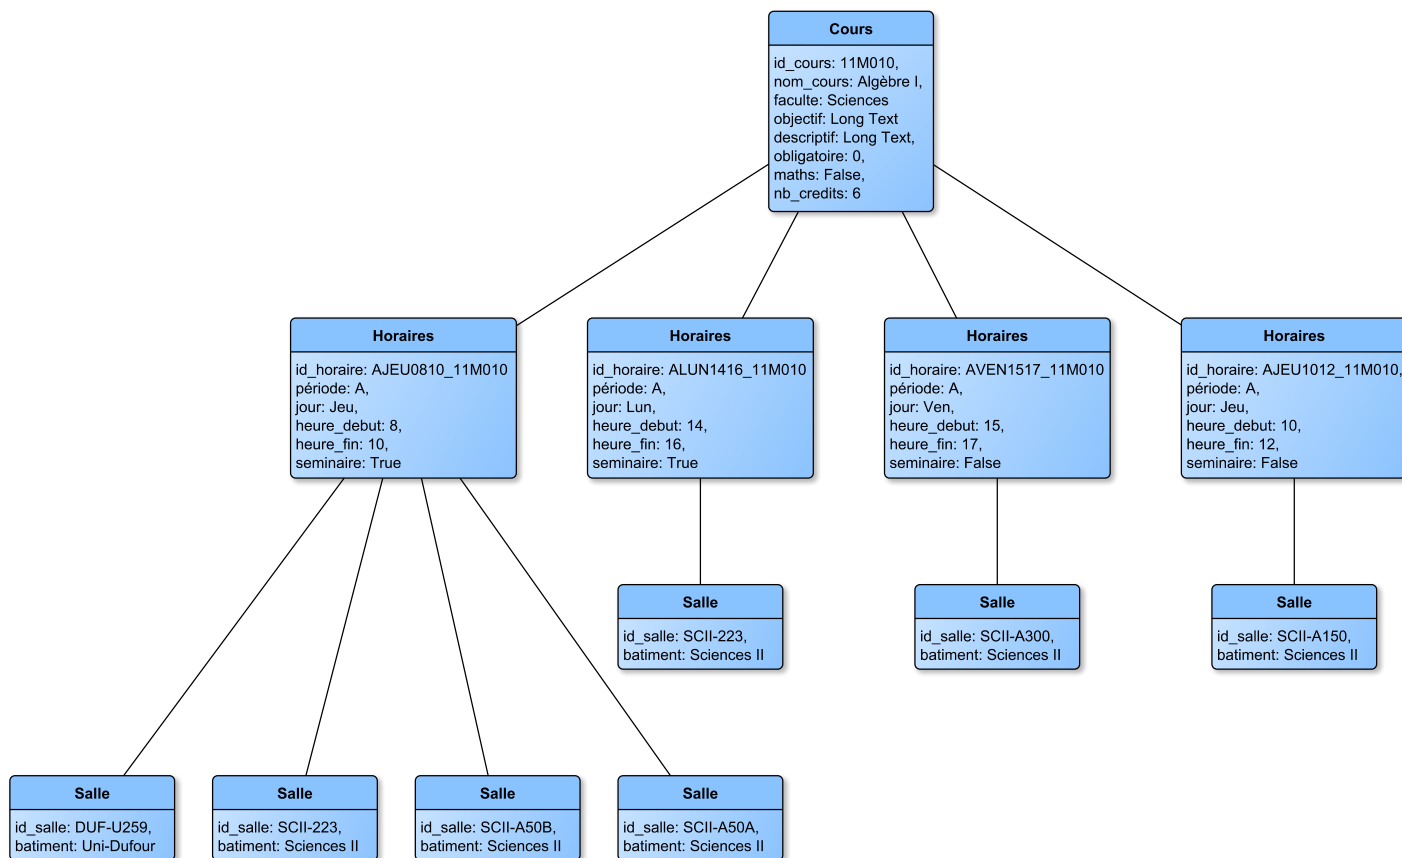 Cours
id_cours: 11M010,
nom_cours: Algèbre I,
faculte: Sciences
objectif: Long Text
descriptif: Long Text,
obligatoire: 0,
maths: False,
nb_credits: 6
Horaires
id_horaire: AJEU0810_11M010
période: A,
jour: Jeu,
heure_debut: 8,
heure_fin: 10,
seminaire: True
Horaires
id_horaire: ALUN1416_11M010
période: A,
jour: Lun,
heure_debut: 14,
heure_fin: 16,
seminaire: True
Horaires
id_horaire: AVEN1517_11M010
période: A,
jour: Ven,
heure_debut: 15,
heure_fin: 17,
seminaire: False
Horaires
id_horaire: AJEU1012_11M010,
période: A,
jour: Jeu,
heure_debut: 10,
heure_fin: 12,
seminaire: False
Salle
id_salle: SCII-223,
batiment: Sciences II
Salle
id_salle: SCII-A300,
batiment: Sciences II
Salle
id_salle: SCII-A150,
batiment: Sciences II
Salle
id_salle: DUF-U259,
batiment: Uni-Dufour
Salle
id_salle: SCII-223,
batiment: Sciences II
Salle
id_salle: SCII-A50B,
batiment: Sciences II
Salle
id_salle: SCII-A50A,
batiment: Sciences II